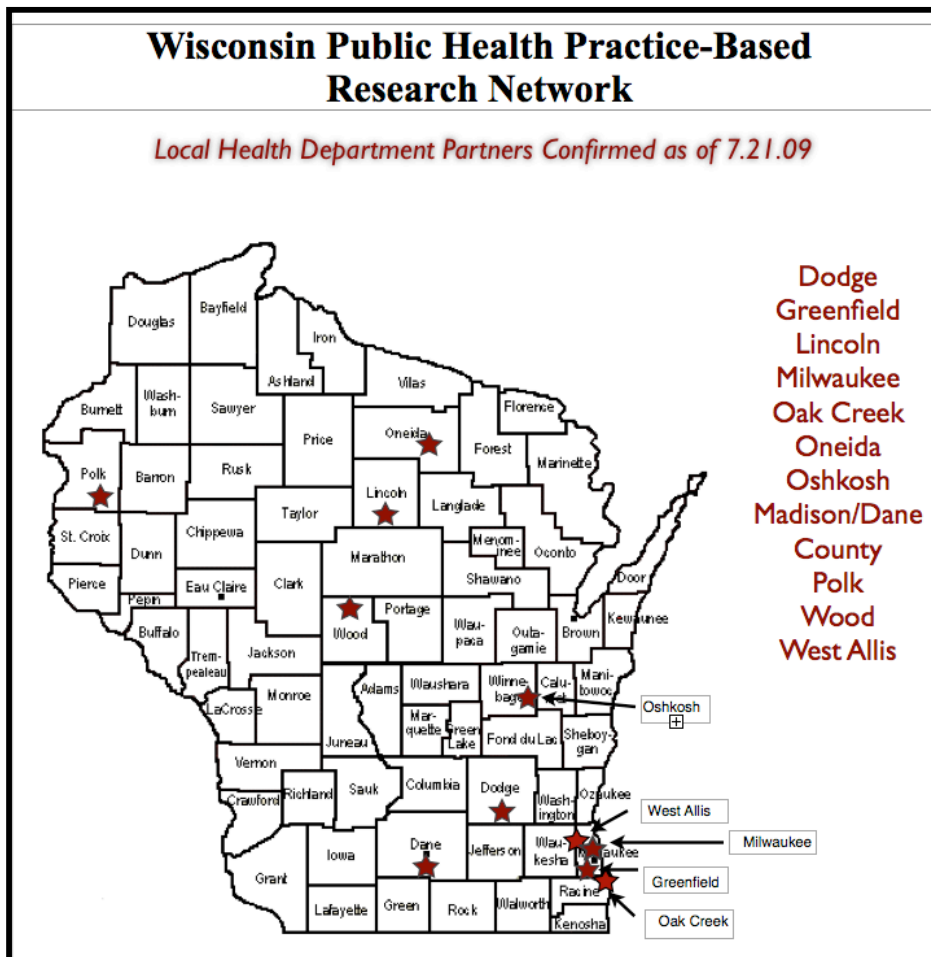 Wisconsin Public Health Practice-Based
Research Network
Local Health Department Partners Confirmed as of 7.21.09
Dodge
Greenfield
Lincoln
Milwaukee
Oak Creek
Oneida
Oshkosh
Madison/Dane
County
Polk
Wood
West Allis
Douglas
Bayfield
Iron
Ashland
Vilas
Burnett
Wash-
burn
Sawyer
Price
Oneida
Florence
Forest
Marinette
Polk
Barron
Rusk
Lincoln
Langlade
Taylor
Chippewa
St. Croix
Dunn
Marathon
Menom-
inee
Oconto
Pierce
Eau Claire
Clark
Shawano
Door
Pepin
Buffalo
Wood
Portage
Wau-
paca
Outa-
gamie
Brown
Kewaunee
Trem-
pealeau
Jackson
Monroe
LaCrosse
Juneau
Adams
Waushara
Winne-
bago
Calu-
met
Mani-
towoc
Oshkosh
Mar-
quette
Green
Lake
Fond du Lac
Sheboy-
gan
Vernon
Crawford
Richland
Sauk
Columbia
Dodge
Wash-
ington
Ozaukee
West Allis
Milwaukee
Greenfield
Oak Creek
Iowa
Dane
Jefferson
Wau-
kesha
Milwaukee
Grant
Lafayette
Green
Rock
Walworth
Racine
Kenosha